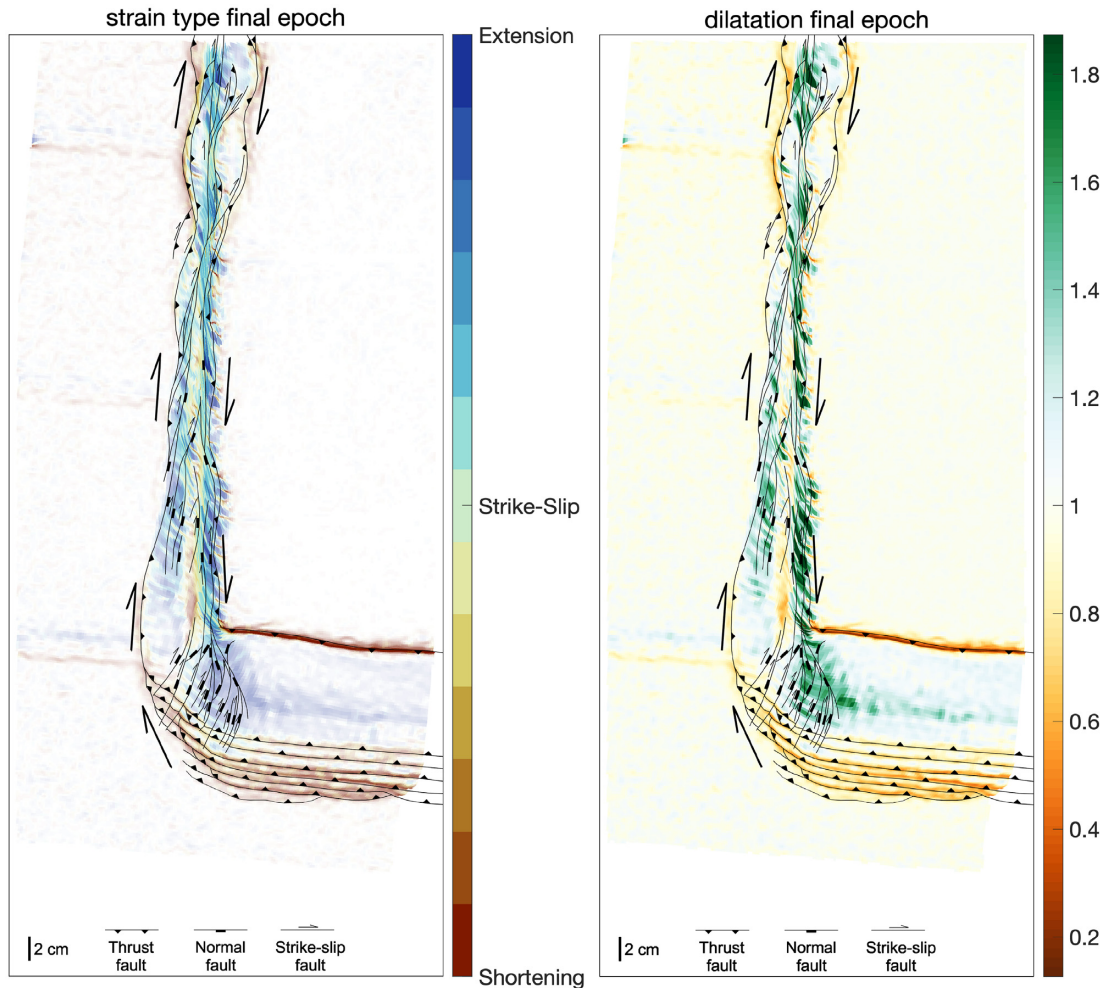 strain type final epoch
Extension
Strike-Slip
Shortening
2 cm
Thrust
fault
Normal
fault
Strike-slip
fault
dilatation final epoch
1.8
1.6
1.4
1.2
1
0.8
0.6
0.4
0.2
2 cm
Thrust
fault
Normal
fault
Strike-slip
fault